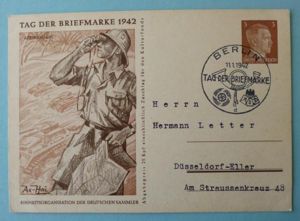 TAG DER BRIEFMARKE 1942
BERLIN
11.1.1942
TAG DER BRIEFMARKE
d
3
Herrn
Hermann Letter
Düsseldorf-Eller
Am Straussenkreuz 48
EINHEITSORGANISATION DER DEUTSCHEN SAMMLER